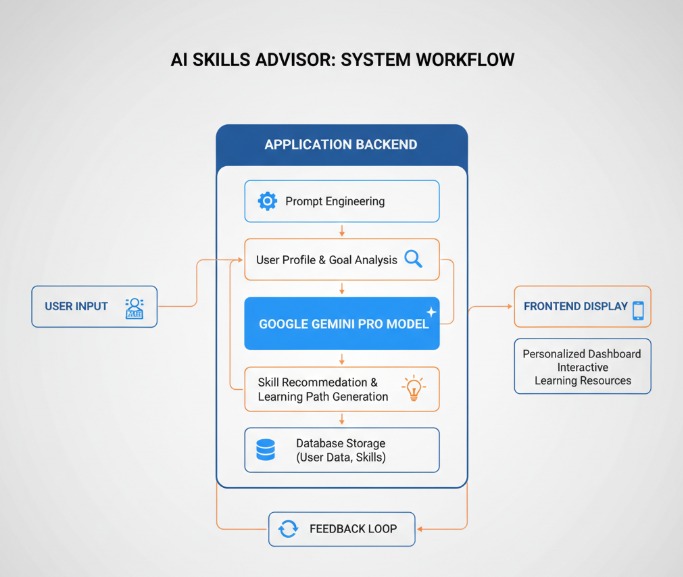 AI SKILLS ADVISOR: SYSTEM WORKFLOW
APPLICATION BACKEND
Prompt Engineering
User Profile & Goal Analysis
USER INPUT
GOOGLE GEMINI PRO MODEL
FRONTEND DISPLAY
Personalized Dashboard
Interactive
Learning Resources
Skill Recommedation &
Learning Path Generation
Database Storage
(User Data, Skills)
FEEDBACK LOOP